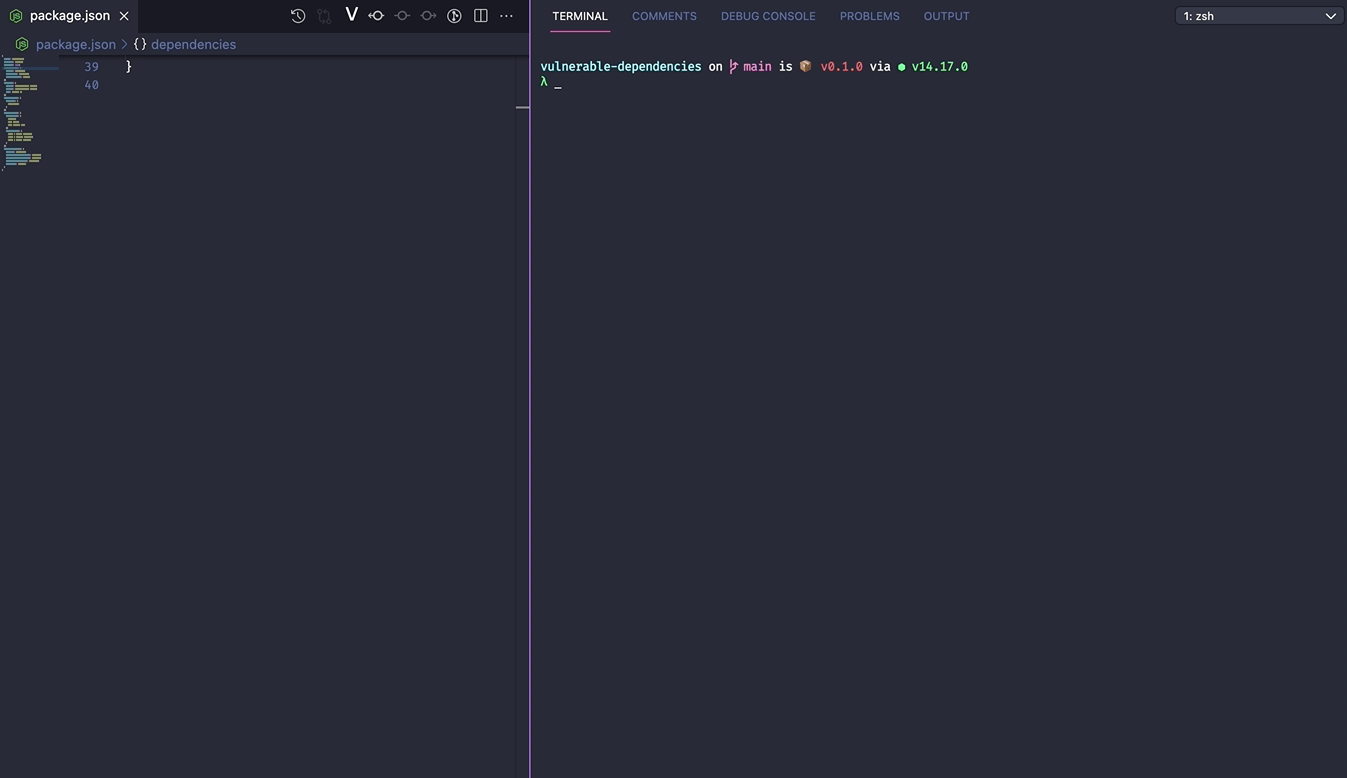 package.json
package.json > {} dependencies
39 }
40
TERMINAL COMMENTS DEBUG CONSOLE PROBLEMS OUTPUT
1: zsh
vulnerable-dependencies on main is 📦 v0.1.0 via ⬢ v14.17.0
λ _